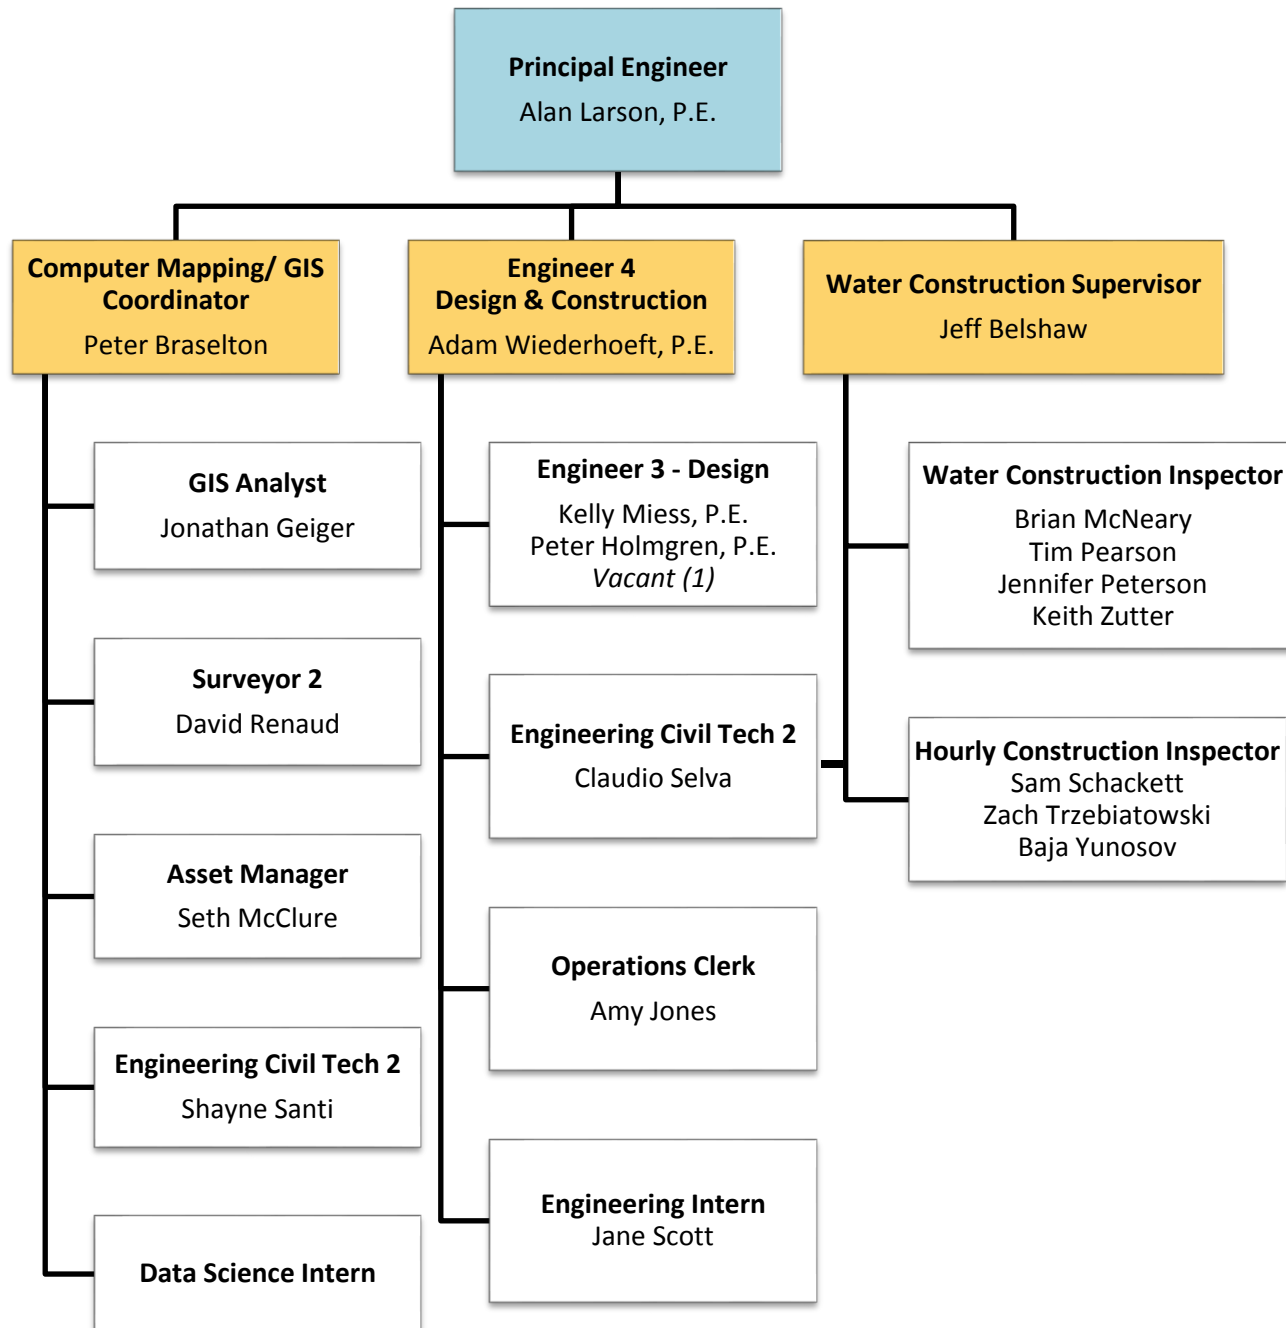 Principal Engineer
Alan Larson, P.E.
Computer Mapping/ GIS
Coordinator
Peter Braselton
GIS Analyst
Jonathan Geiger
Surveyor 2
David Renaud
Asset Manager
Seth McClure
Engineering Civil Tech 2
Shayne Santi
Data Science Intern
Engineer 4
Design & Construction
Adam Wiederhoeft, P.E.
Engineer 3 - Design
Kelly Miess, P.E.
Peter Holmgren, P.E.
Vacant (1)
Engineering Civil Tech 2
Claudio Selva
Operations Clerk
Amy Jones
Engineering Intern
Jane Scott
Water Construction Supervisor
Jeff Belshaw
Water Construction Inspector
Brian McNeary
Tim Pearson
Jennifer Peterson
Keith Zutter
Hourly Construction Inspector
Sam Schackett
Zach Trzebiatowski
Baja Yunosov